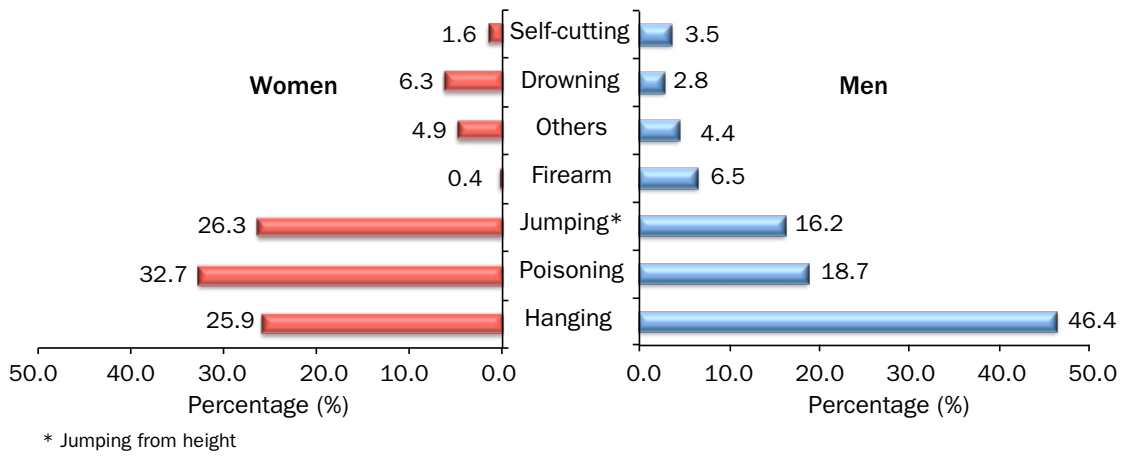 1.6 Self-cutting 3.5
Women 6.3 Drowning 2.8 Men
4.9 Others 4.4
0.4 Firearm 6.5
26.3 Jumping* 16.2
32.7 Poisoning 18.7
25.9 Hanging 46.4
50.0 40.0 30.0 20.0 10.0 0.0 0.0 10.0 20.0 30.0 40.0 50.0
Percentage (%) Percentage (%)
* Jumping from height